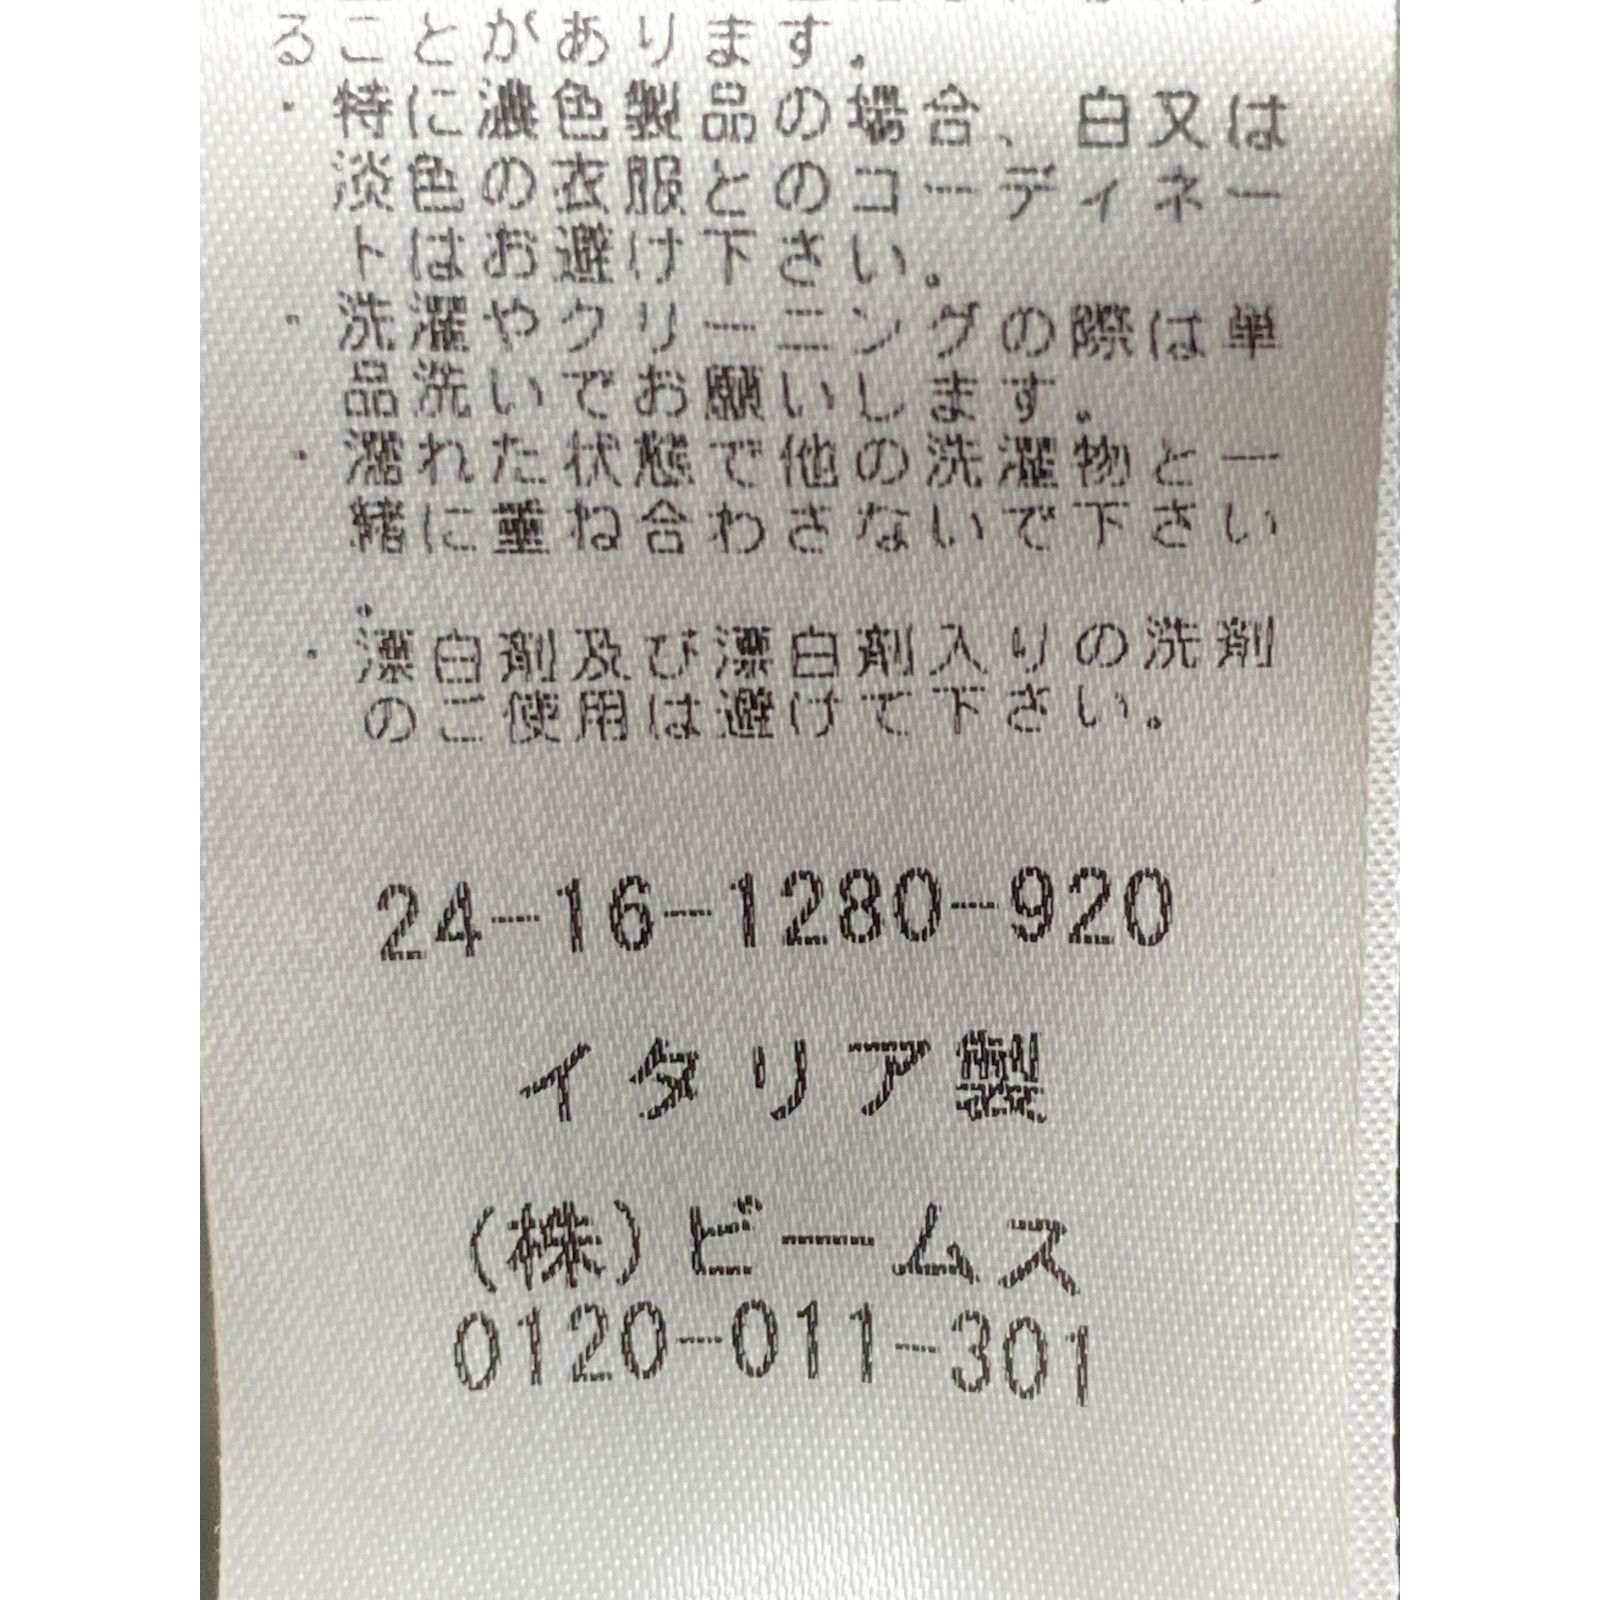 ることがあります。
・特に濃色製品の場合、白又は
淡色の衣服とのコーディネー
トはお避け下さい。
・洗濯やクリーニングの際は単
品洗いでお願いします。
・濡れた状態で他の洗濯物と一
緒に重ね合わさないで下さい
。
・漂白剤及び漂白剤入りの洗剤
のご使用は避けて下さい。
24-16-1280-920
イタリア製
(株)ビームス
0120-011-301